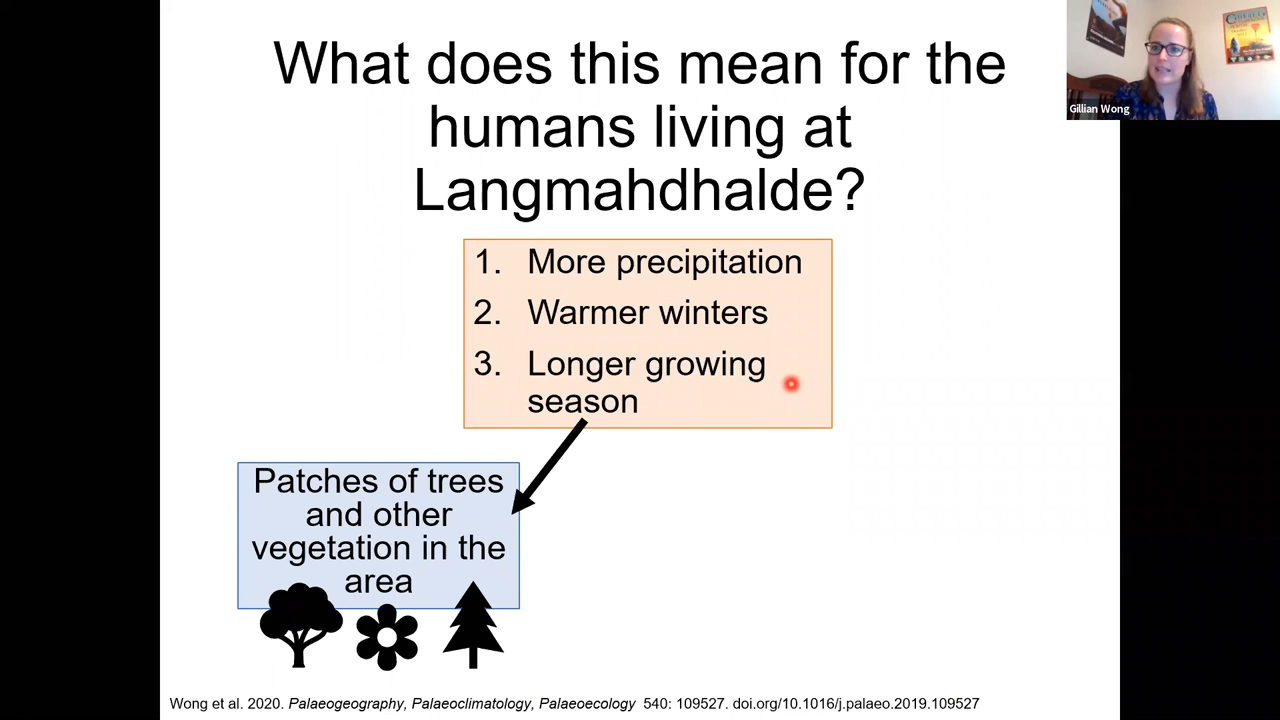 What does this mean for the
humans living at
Langmahdhalde?
1. More precipitation
2. Warmer winters
3. Longer growing
season
Patches of trees
and other
vegetation in the
area
Wong et al. 2020. Palaeogeography, Palaeoclimatology, Palaeoecology 540: 109527. doi.org/10.1016/j.palaeo.2019.109527
Gillian Wong